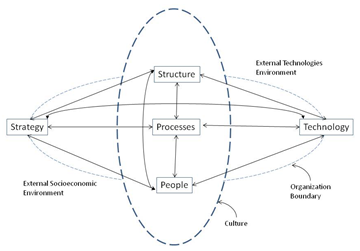 Structure
External Technologies
Environment
Strategy
Processes
Technology
People
External Socioeconomic
Environment
Organization
Boundary
Culture